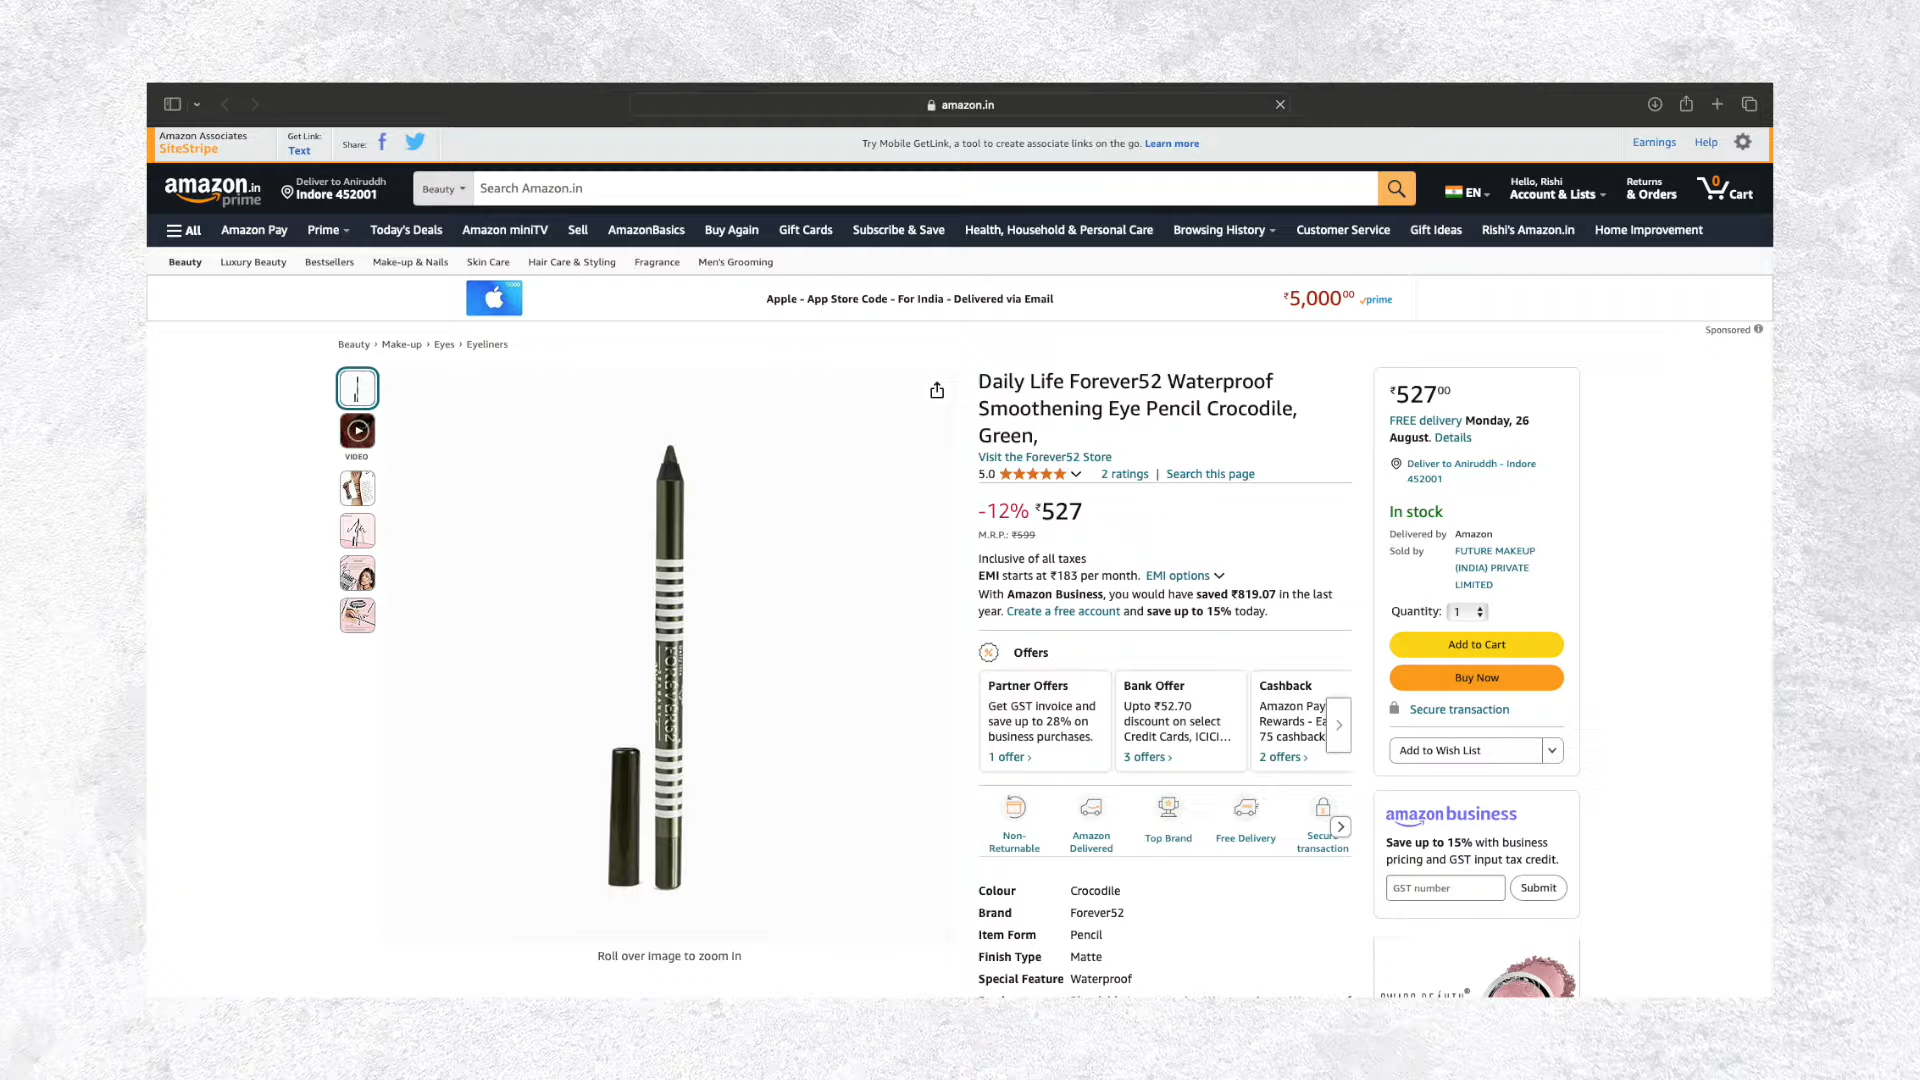 amazon.in
Amazon Associates
SiteStripe
Get Link:
Text
Share:
Try Mobile GetLink, a tool to create associate links on the go. Learn more
Earnings
Help
amazon.in
prime
Deliver to Aniruddh
Indore 452001
Beauty
Search Amazon.in
EN
Hello, Rishi
Account & Lists
Returns
& Orders
0
Cart
All
Amazon Pay
Prime
Today's Deals
Amazon miniTV
Sell
AmazonBasics
Buy Again
Gift Cards
Subscribe & Save
Health, Household & Personal Care
Browsing History
Customer Service
Gift Ideas
Rishi's Amazon.in
Home Improvement
Beauty
Luxury Beauty
Bestsellers
Make-up & Nails
Skin Care
Hair Care & Styling
Fragrance
Men's Grooming
Apple - App Store Code - For India - Delivered via Email
₹5,000⁰⁰ prime
Sponsored
Beauty › Make-up › Eyes › Eyeliners
VIDEO
FOREVER52
Roll over image to zoom in
Daily Life Forever52 Waterproof
Smoothening Eye Pencil Crocodile,
Green,
Visit the Forever52 Store
5.0
2 ratings | Search this page
-12% ₹527
M.R.P.: ₹599
Inclusive of all taxes
EMI starts at ₹183 per month. EMI options
With Amazon Business, you would have saved ₹819.07 in the last
year. Create a free account and save up to 15% today.
Offers
Partner Offers
Get GST invoice and
save up to 28% on
business purchases.
1 offer ›
Bank Offer
Upto ₹52.70
discount on select
Credit Cards, ICICI...
3 offers ›
Cashback
Amazon Pay
Rewards - Ea
75 cashback
2 offers ›
Non-
Returnable
Amazon
Delivered
Top Brand
Free Delivery
Secure
transaction
Colour Crocodile
Brand Forever52
Item Form Pencil
Finish Type Matte
Special Feature Waterproof
₹527⁰⁰
FREE delivery Monday, 26
August. Details
Deliver to Aniruddh - Indore
452001
In stock
Delivered by Amazon
Sold by FUTURE MAKEUP
(INDIA) PRIVATE
LIMITED
Quantity: 1
Add to Cart
Buy Now
Secure transaction
Add to Wish List
amazon business
Save up to 15% with business
pricing and GST input tax credit.
GST number
Submit